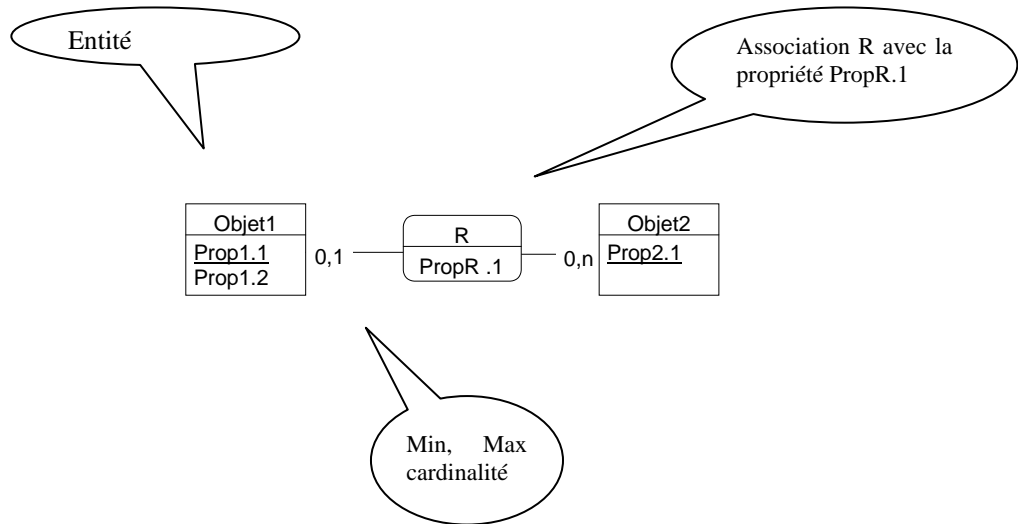 Entité
Association R avec la
propriété PropR.1
Objet1
Prop1.1
Prop1.2
0,1
R
PropR .1
0,n
Objet2
Prop2.1
Min, Max
cardinalité